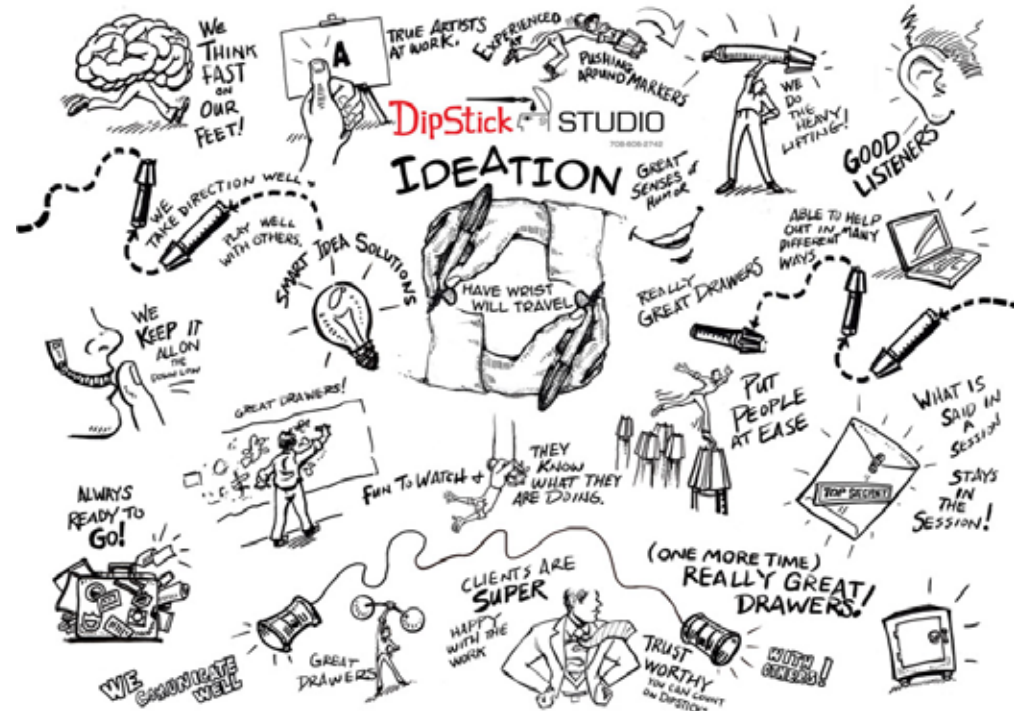 WE
THINK
FAST
ON
OUR
FEET!
A
TRUE ARTISTS
AT WORK.
EXPERIENCED
AT
PUSHING
AROUND MARKERS
WE
DO
THE
HEAVY
LIFTING!
GOOD
LISTENERS
DIPSTICK STUDIO
708-606-2742
IDEATION
GREAT
SENSES of
HUMOR
WE
TAKE DIRECTION WELL &
PLAY WELL
WITH OTHERS.
SMART IDEA SOLUTIONS
HAVE WRIST
WILL TRAVEL
REALLY
GREAT DRAWERS
ABLE TO HELP
OUT IN MANY
DIFFERENT
WAYS
WE
KEEP IT
ALL ON
THE
DOWN LOW
GREAT DRAWERS!
FUN TO WATCH &
THEY
KNOW
WHAT THEY
ARE DOING.
PUT
PEOPLE
AT EASE
WHAT IS
SAID IN
A
SESSION
STAYS
IN
THE
SESSION!
TOP SECRET
ALWAYS
READY TO
GO!
WE
COMUNICATE
WELL
GREAT
DRAWERS
CLIENTS ARE
SUPER
HAPPY
WITH THE
WORK
(ONE MORE TIME)
REALLY GREAT
DRAWERS!
TRUST
WORTHY
YOU CAN COUNT
ON DIPSTICK!
WITH
OTHERS!